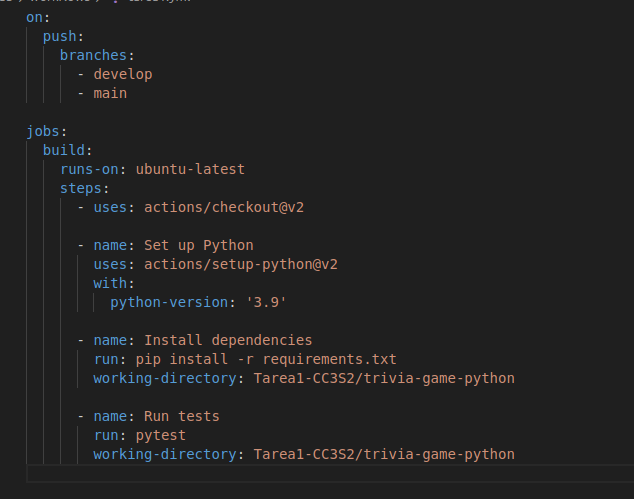 on:
push:
branches:
- develop
- main
jobs:
build:
runs-on: ubuntu-latest
steps:
- uses: actions/checkout@v2
- name: Set up Python
uses: actions/setup-python@v2
with:
python-version: '3.9'
- name: Install dependencies
run: pip install -r requirements.txt
working-directory: Tarea1-CC3S2/trivia-game-python
- name: Run tests
run: pytest
working-directory: Tarea1-CC3S2/trivia-game-python